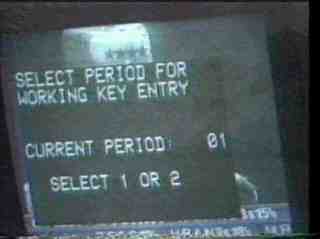 SELECT PERIOD FOR
WORKING KEY ENTRY
CURRENT PERIOD: 01
SELECT 1 OR 2